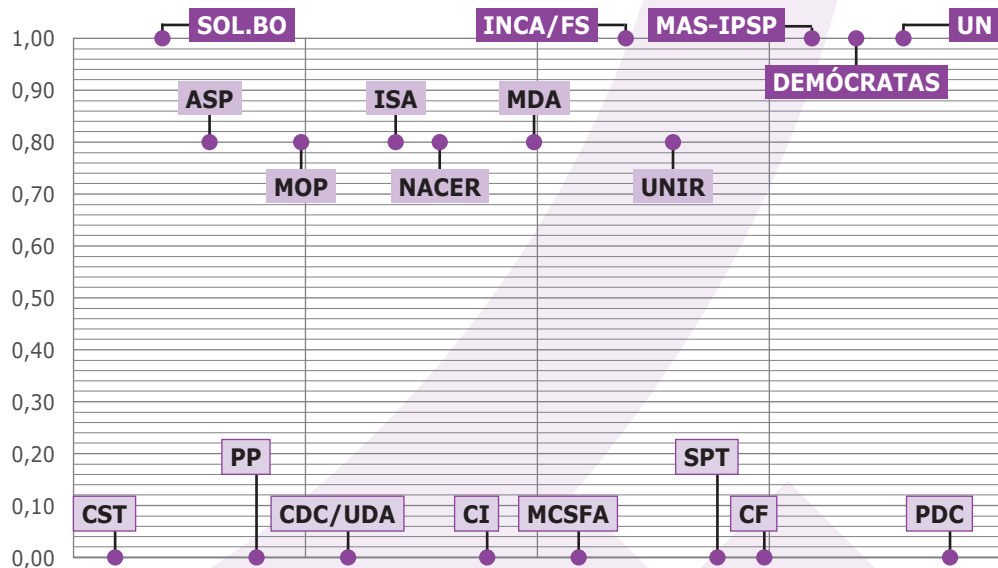 SOL.BO INCA/FS MAS-IPSP UN
1,00
DEMÓCRATAS
0,90 ASP ISA MDA
0,80
MOP NACER UNIR
0,70
0,60
0,50
0,40
0,30
0,20 PP SPT
0,10 CST CDC/UDA CI MCSFA CF PDC
0,00